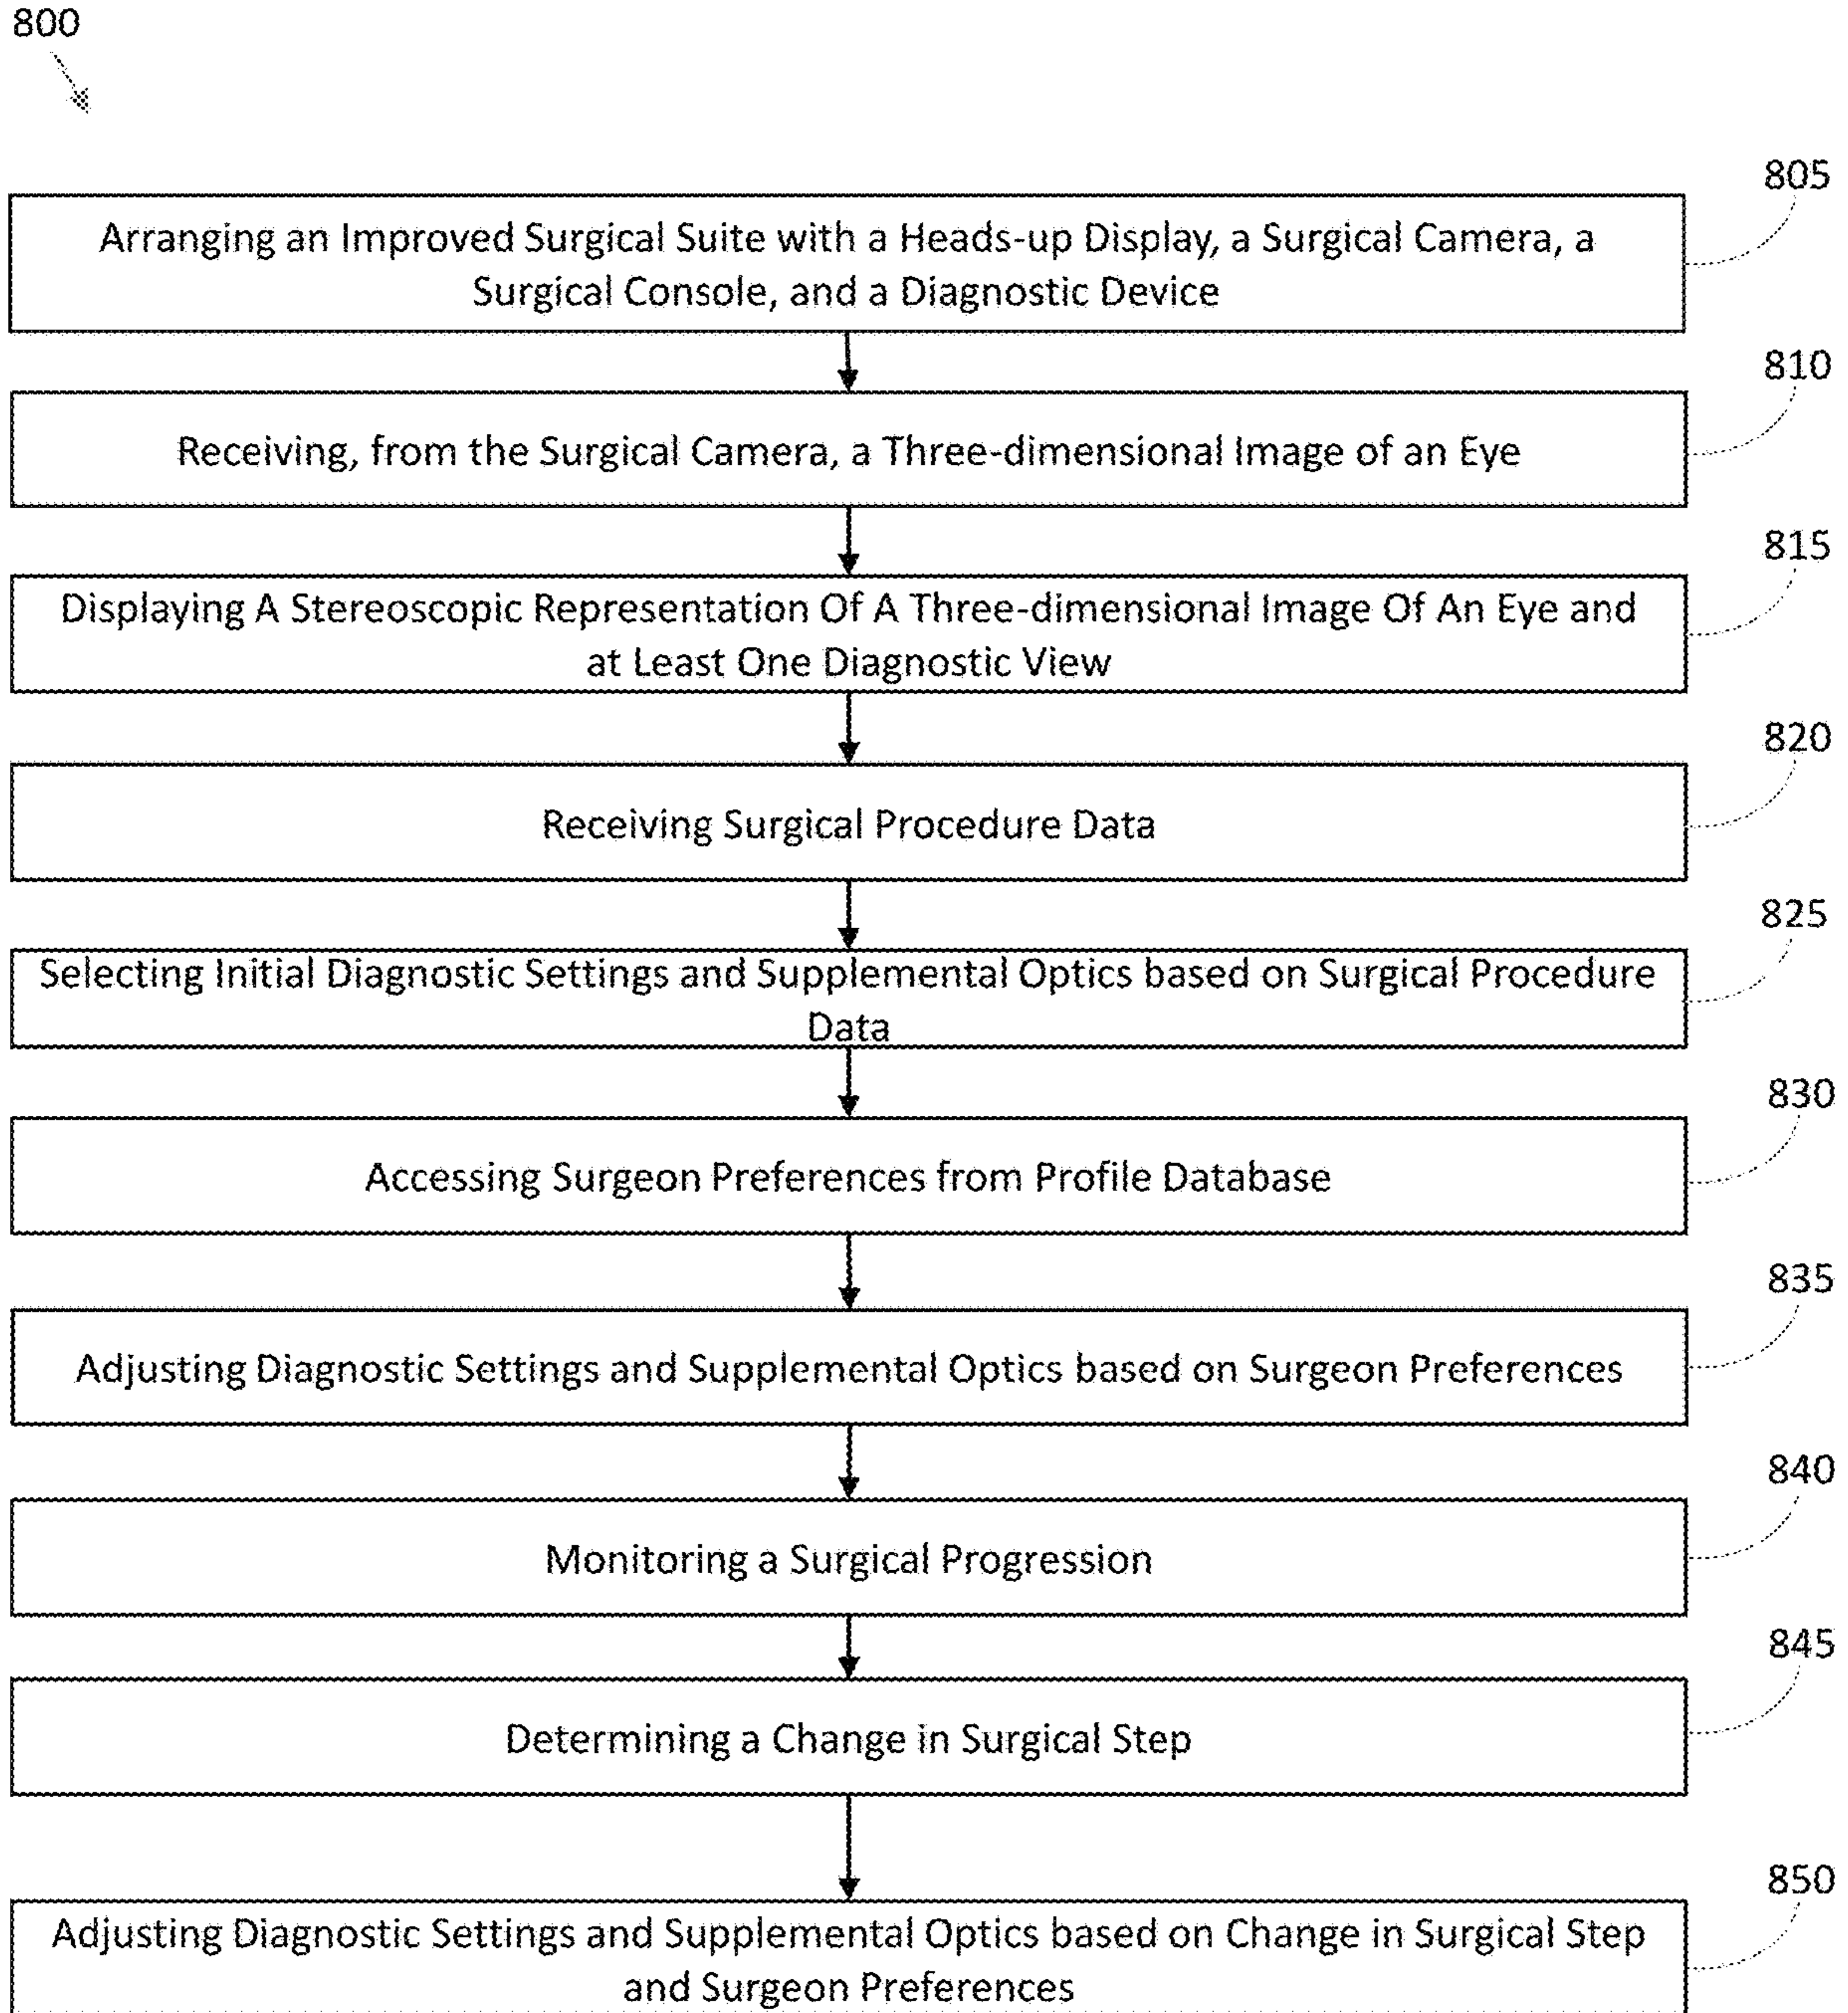 800
805
Arranging an Improved Surgical Suite with a Heads-up Display, a Surgical Camera, a
Surgical Console, and a Diagnostic Device
810
Receiving, from the Surgical Camera, a Three-dimensional Image of an Eye
815
Displaying A Stereoscopic Representation Of A Three-dimensional Image Of An Eye and
at Least One Diagnostic View
820
Receiving Surgical Procedure Data
825
Selecting Initial Diagnostic Settings and Supplemental Optics based on Surgical Procedure
Data
830
Accessing Surgeon Preferences from Profile Database
835
Adjusting Diagnostic Settings and Supplemental Optics based on Surgeon Preferences
840
Monitoring a Surgical Progression
845
Determining a Change in Surgical Step
850
Adjusting Diagnostic Settings and Supplemental Optics based on Change in Surgical Step
and Surgeon Preferences